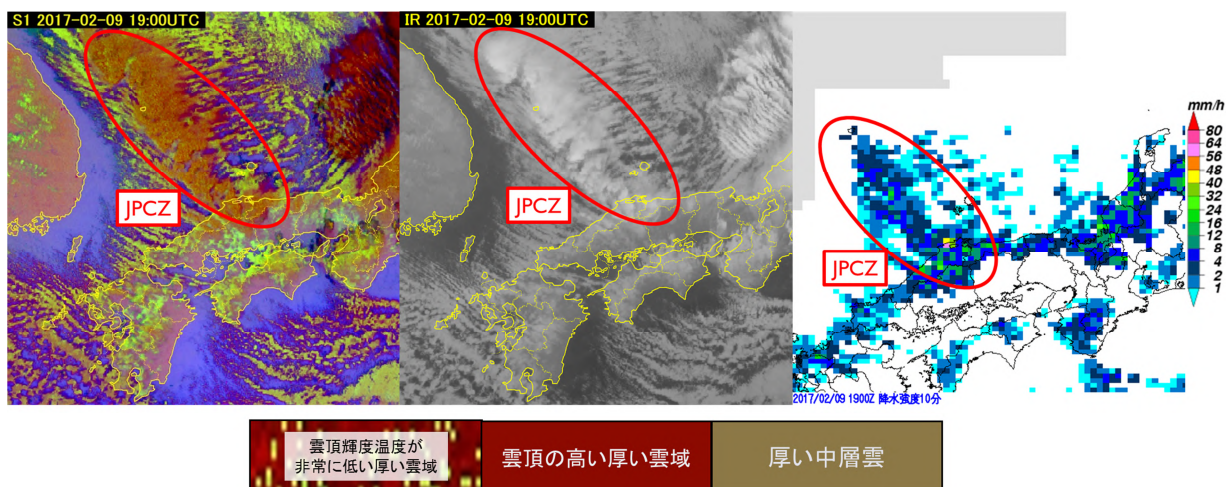 S1 2017-02-09 19:00UTC
JPCZ
IR 2017-02-09 19:00UTC
JPCZ
mm/h
80
64
56
48
40
32
24
16
12
8
4
2
1
JPCZ
2017/02/09 1900Z 降水強度10分
雲頂輝度温度が
非常に低い厚い雲域
雲頂の高い厚い雲域
厚い中層雲